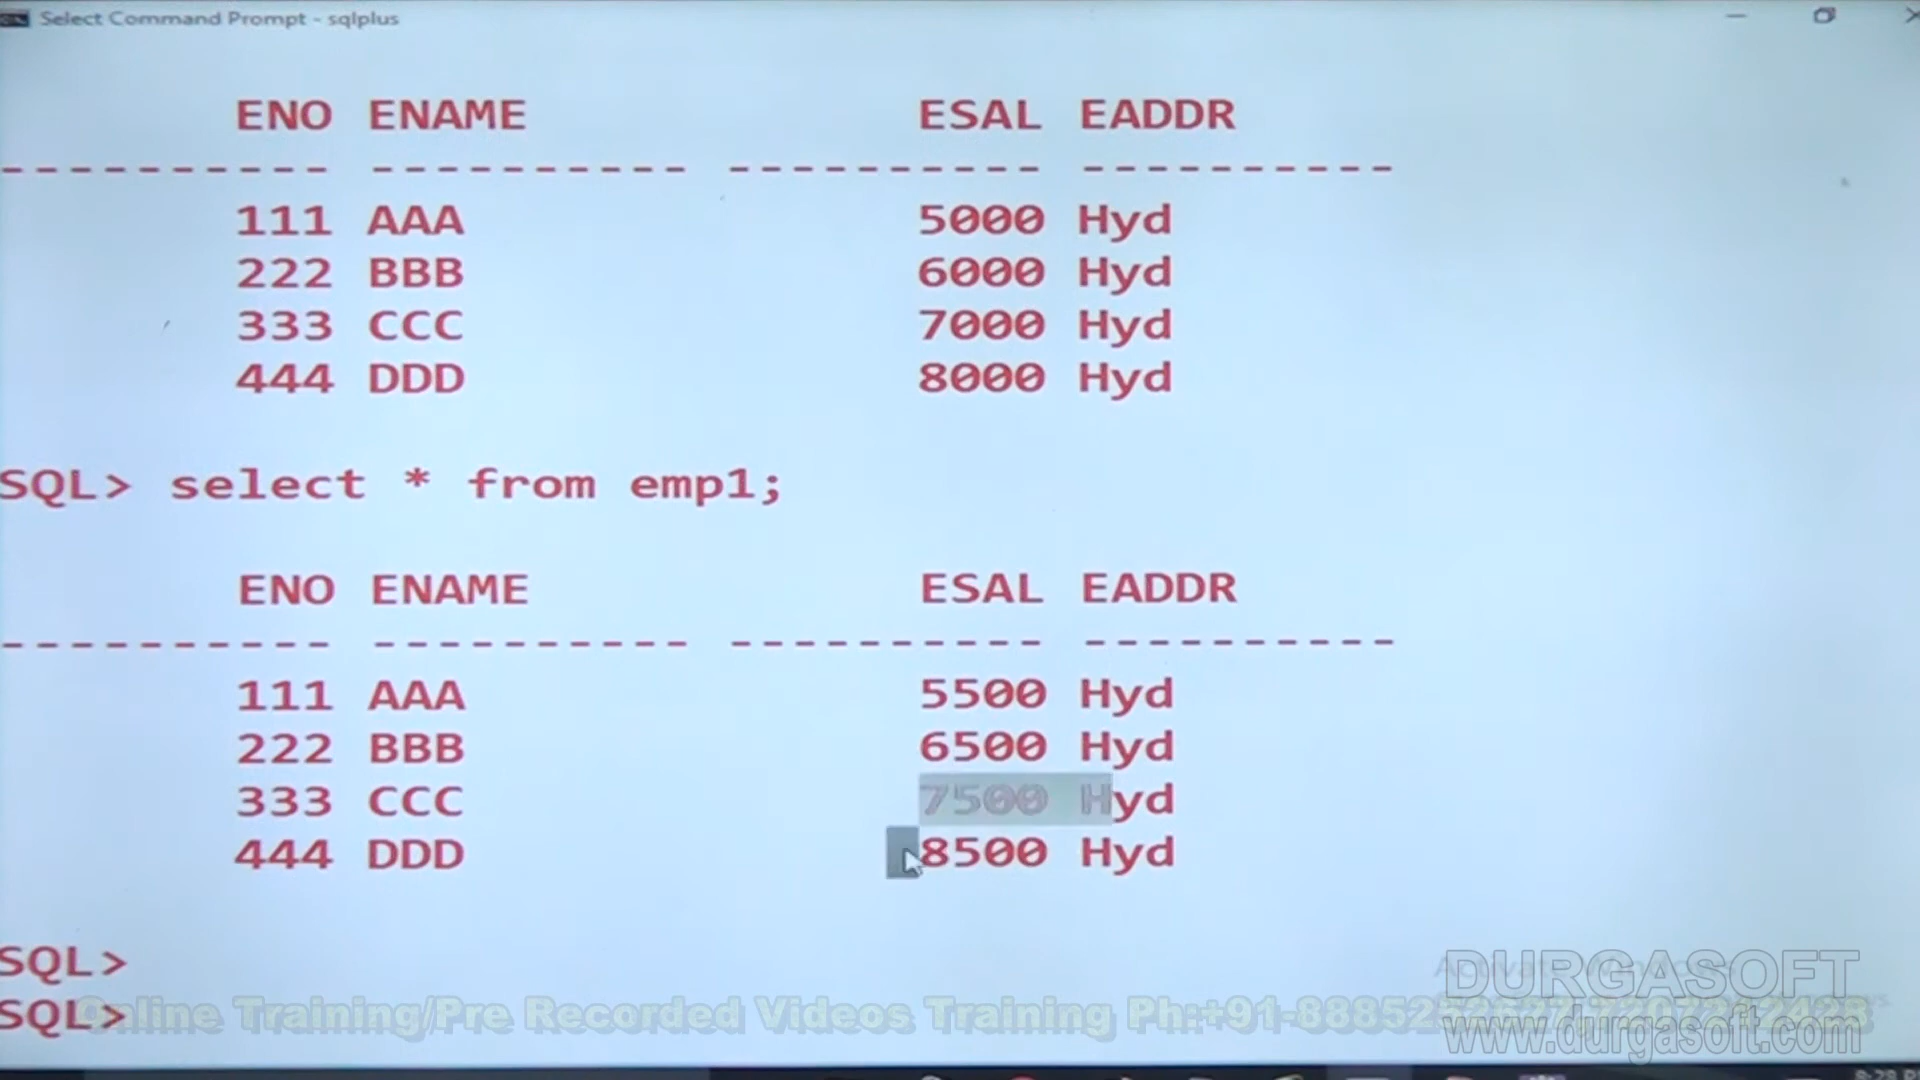 Select Command Prompt - sqlplus
ENO ENAME ESAL EADDR
---------- ---------- ---------- ----------
111 AAA 5000 Hyd
222 BBB 6000 Hyd
333 CCC 7000 Hyd
444 DDD 8000 Hyd
SQL> select * from emp1;
ENO ENAME ESAL EADDR
---------- ---------- ---------- ----------
111 AAA 5500 Hyd
222 BBB 6500 Hyd
333 CCC 7500 Hyd
444 DDD 8500 Hyd
SQL>
SQL>
DURGASOFT
Online Training/Pre Recorded Videos Training
www.durgasoft.com